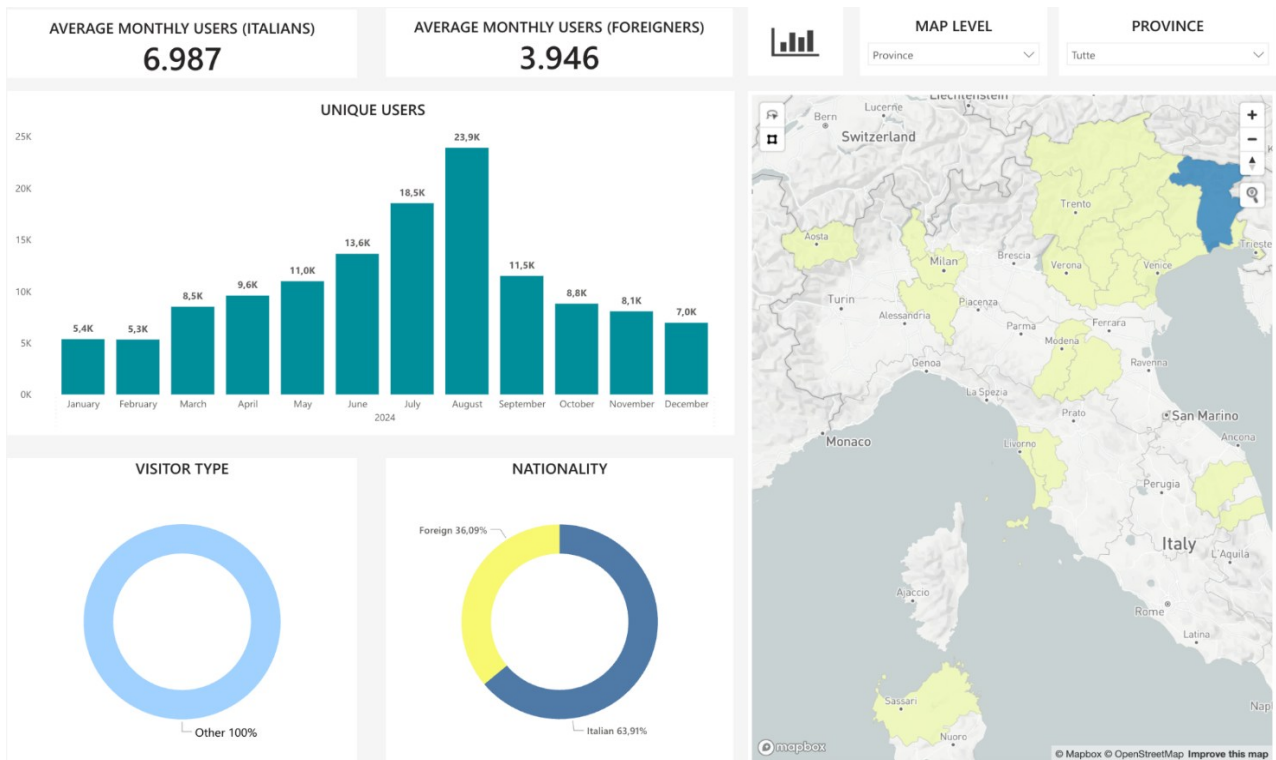 AVERAGE MONTHLY USERS (ITALIANS)
6.987
AVERAGE MONTHLY USERS (FOREIGNERS)
3.946
MAP LEVEL
Province
PROVINCE
Tutte
UNIQUE USERS
25K
20K
15K
10K
5K
0K
5,4K
5,3K
8,5K
9,6K
11,0K
13,6K
18,5K
23,9K
11,5K
8,8K
8,1K
7,0K
January
February
March
April
May
June
July
August
September
October
November
December
2024
VISITOR TYPE
Other 100%
NATIONALITY
Foreign 36,09%
Italian 63,91%
Liechtenstein
Lucerne
Bern
Switzerland
Trento
Aosta
Milan
Brescia
Verona
Venice
Trieste
Turin
Piacenza
Alessandria
Parma
Ferrara
Modena
Genoa
Ravenna
La Spezia
Prato
San Marino
Monaco
Livorno
Ancona
Perugia
Italy
L'Aquila
Ajaccio
Rome
Latina
Sassari
Nuoro
Napl
mapbox
© Mapbox © OpenStreetMap Improve this map